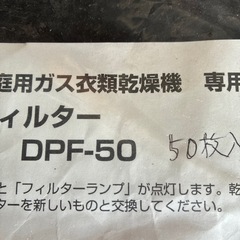 庭用ガス衣類乾燥機 専用
ィルター
DPF-50 50枚入
と「フィルターランプ」が点灯します。乾
ターを新しいものと交換してください。